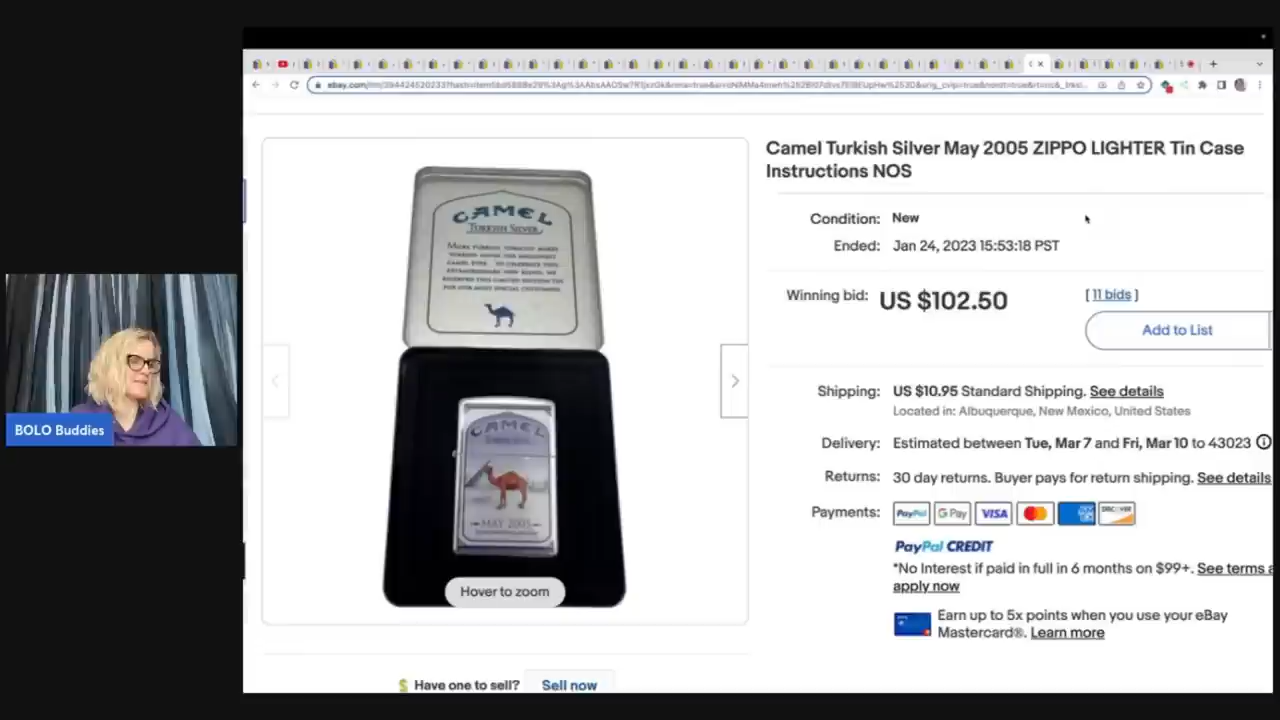 Camel Turkish Silver May 2005 ZIPPO LIGHTER Tin Case
Instructions NOS
Condition: New
Ended: Jan 24, 2023 15:53:18 PST
Winning bid: US $102.50 [ 11 bids ]
Add to List
Shipping: US $10.95 Standard Shipping. See details
Located in: Albuquerque, New Mexico, United States
Delivery: Estimated between Tue, Mar 7 and Fri, Mar 10 to 43023
Returns: 30 day returns. Buyer pays for return shipping. See details
Payments: PayPal G Pay VISA DISCOVER
PayPal CREDIT
*No Interest if paid in full in 6 months on $99+. See terms
apply now
Earn up to 5x points when you use your eBay
Mastercard®. Learn more
CAMEL
TURKISH SILVER
CAMEL
MAY 2005
Hover to zoom
Have one to sell? Sell now
BOLO Buddies